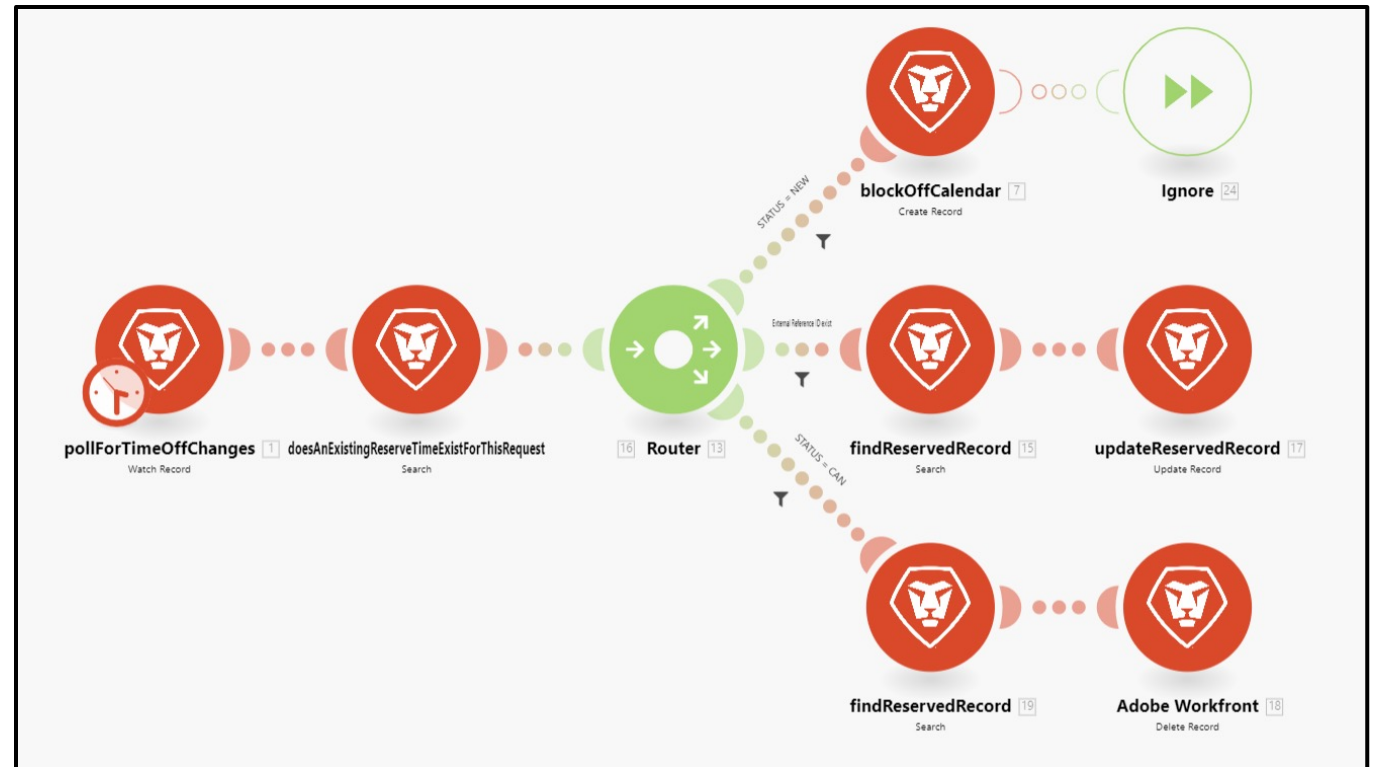 STATUS = NEW
blockOffCalendar 7
Create Record
Ignore 24
pollForTimeOffChanges 1
Watch Record
doesAnExistingReserveTimeExistForThisRequest
Search
16 Router 13
External Reference ID exist
findReservedRecord 15
Search
updateReservedRecord 17
Update Record
STATUS = CAN
findReservedRecord 19
Search
Adobe Workfront 18
Delete Record